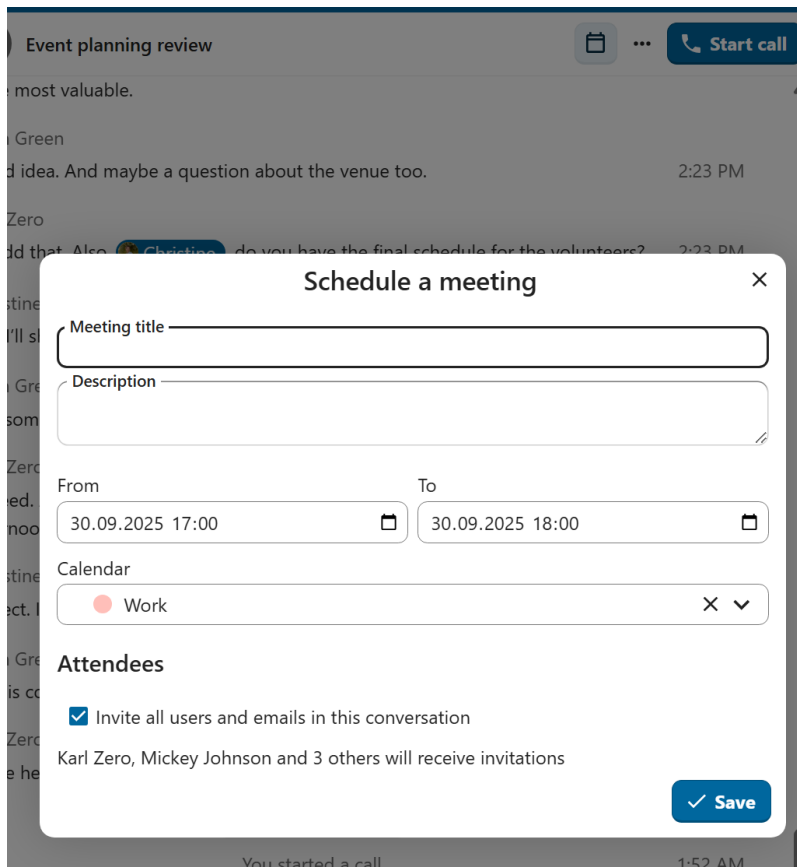 Event planning review
Start call
most valuable.
Green
idea. And maybe a question about the venue too.
2:23 PM
Zero
that. Also Christine, do you have the final schedule for the volunteers?
2:23 PM
Schedule a meeting
Meeting title
Description
From
To
30.09.2025 17:00
30.09.2025 18:00
Calendar
Work
Attendees
Invite all users and emails in this conversation
Karl Zero, Mickey Johnson and 3 others will receive invitations
Save
You started a call
1:52 AM